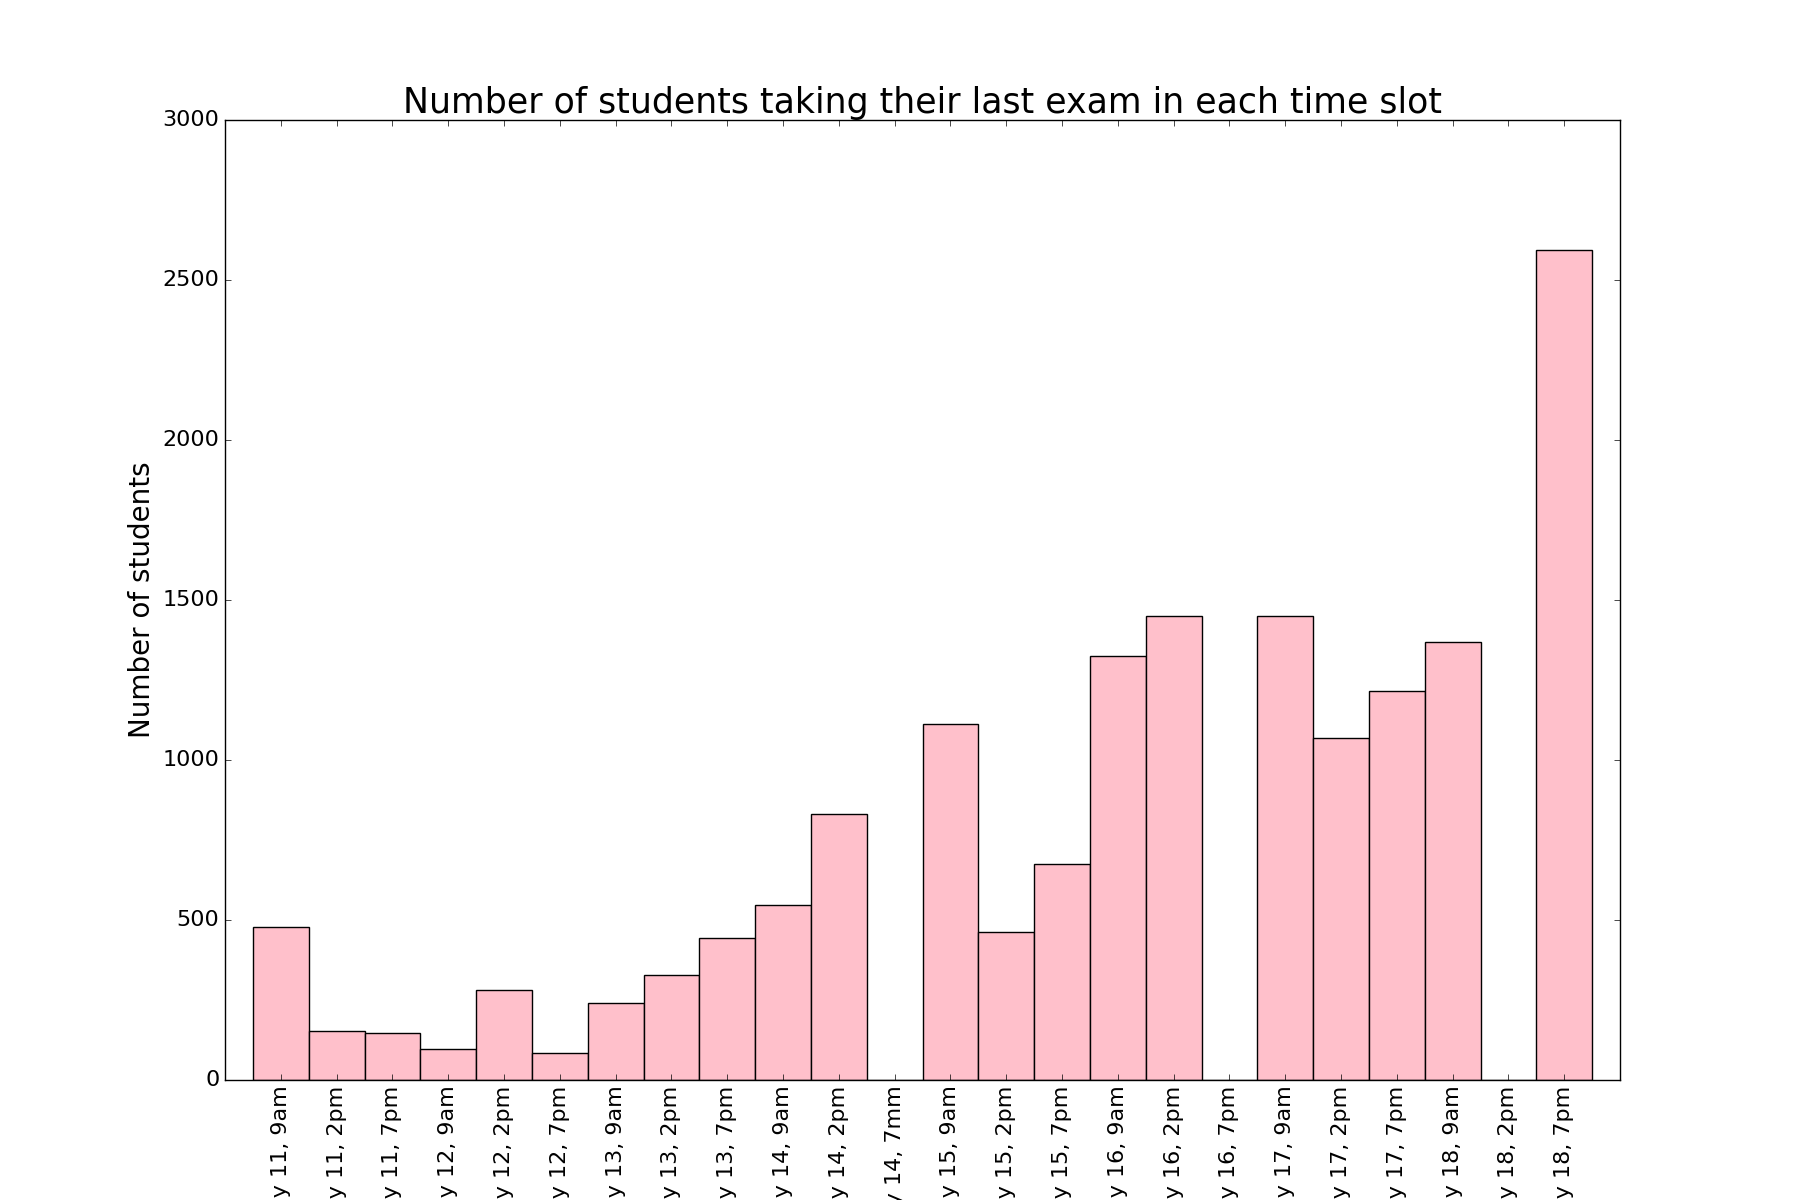 Number of students taking their last exam in each time slot
Number of students
3000
2500
2000
1500
1000
500
0
y 11, 9am
y 11, 2pm
y 11, 7pm
y 12, 9am
y 12, 2pm
y 12, 7pm
y 13, 9am
y 13, 2pm
y 13, 7pm
y 14, 9am
y 14, 2pm
y 14, 7mm
y 15, 9am
y 15, 2pm
y 15, 7pm
y 16, 9am
y 16, 2pm
y 16, 7pm
y 17, 9am
y 17, 2pm
y 17, 7pm
y 18, 9am
y 18, 2pm
y 18, 7pm